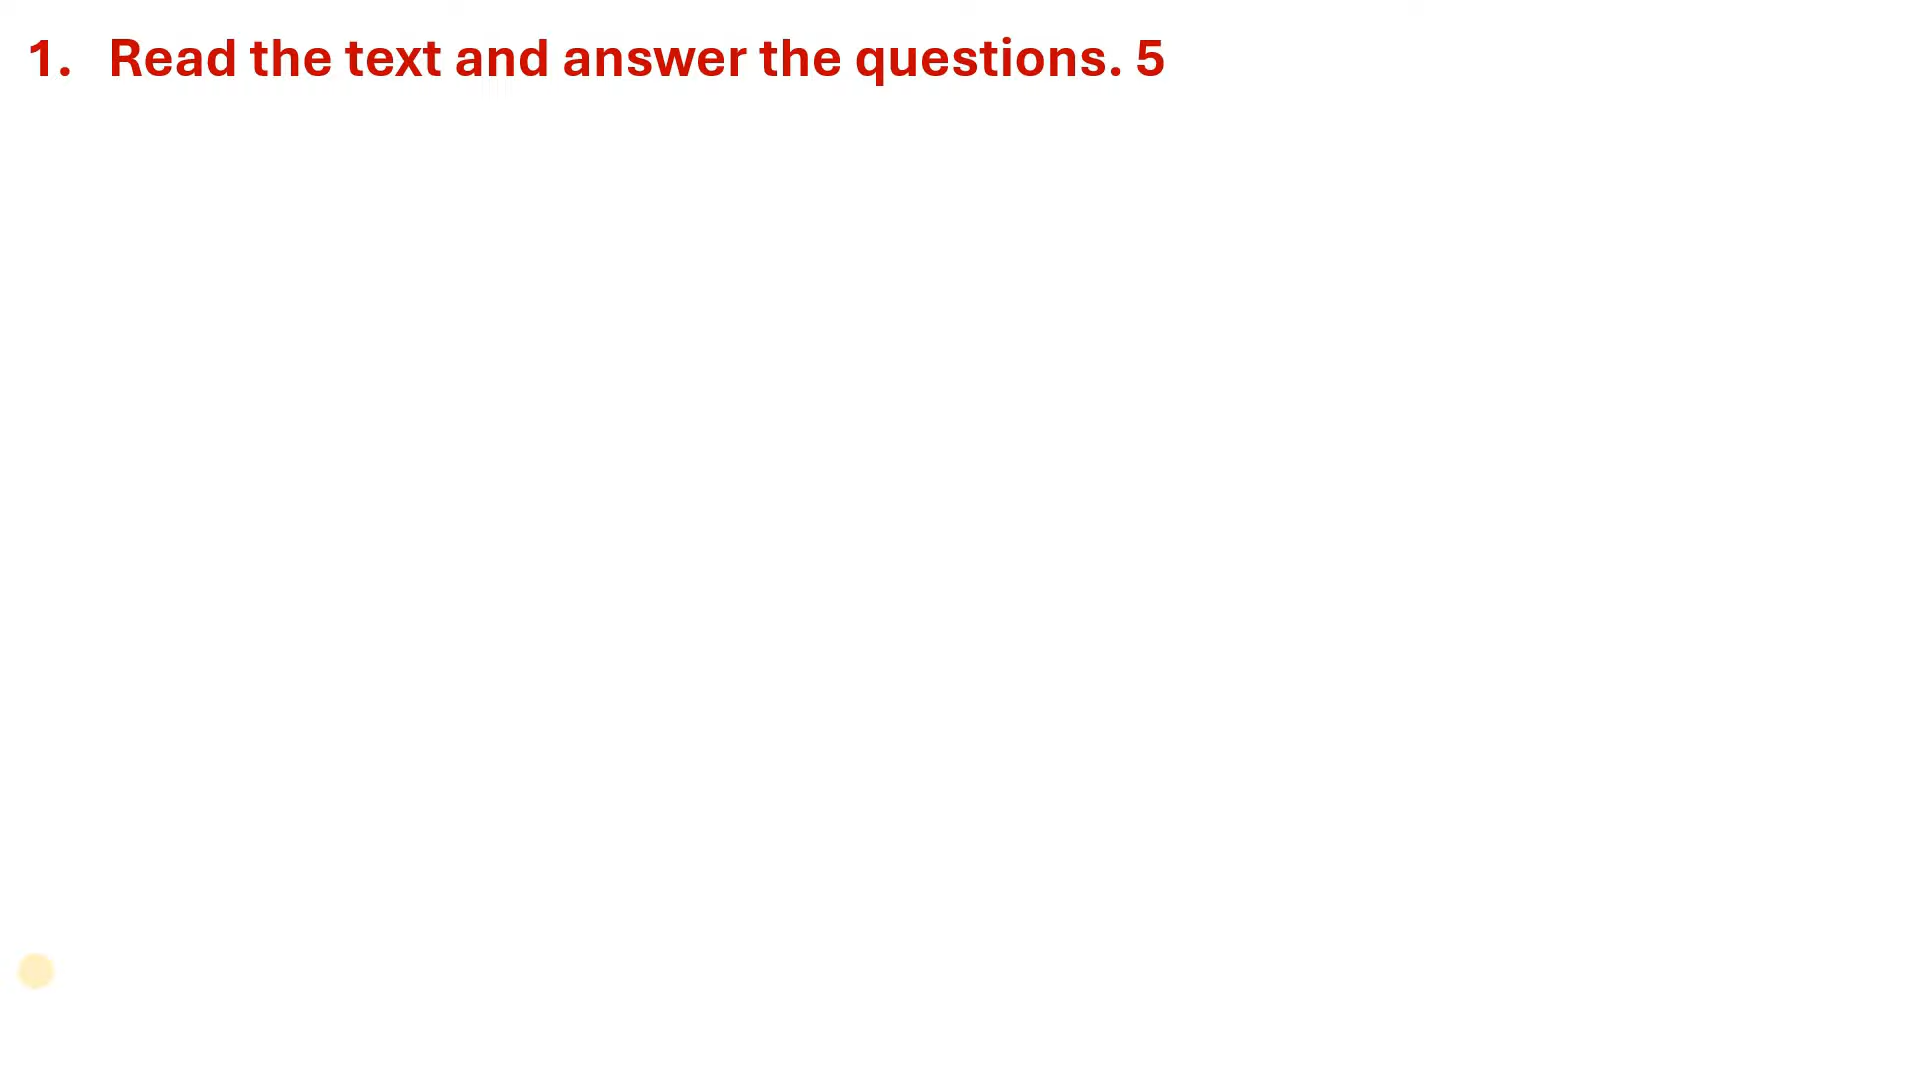 1. Read the text and answer the questions. 5